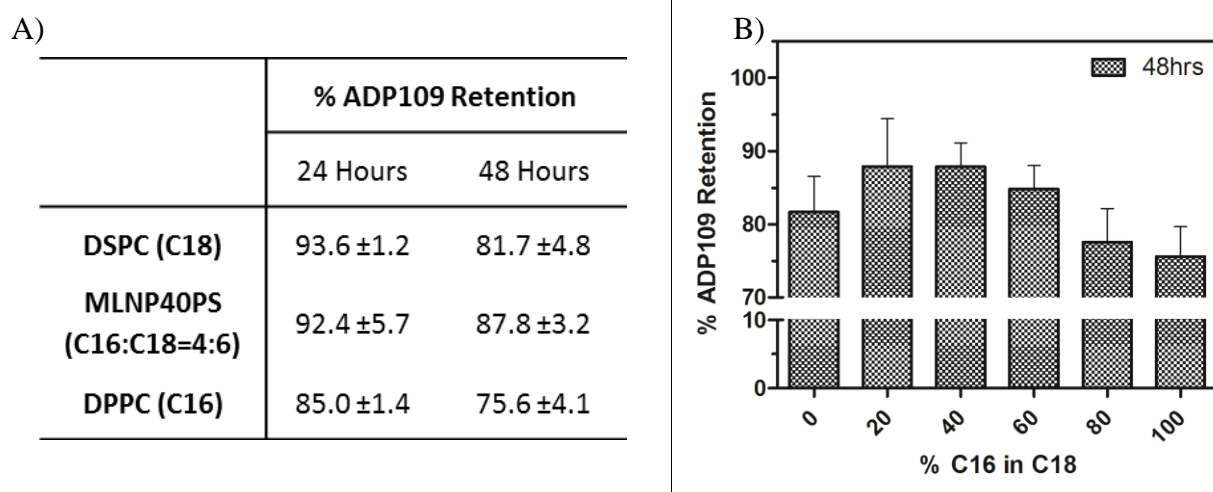 A)
% ADP109 Retention
24 Hours 48 Hours
DSPC (C18) 93.6 ±1.2 81.7 ±4.8
MLNP40PS
(C16:C18=4:6) 92.4 ±5.7 87.8 ±3.2
DPPC (C16) 85.0 ±1.4 75.6 ±4.1
B)
48hrs
% ADP109 Retention
100
90
80
70
10
0
0 20 40 60 80 100
% C16 in C18